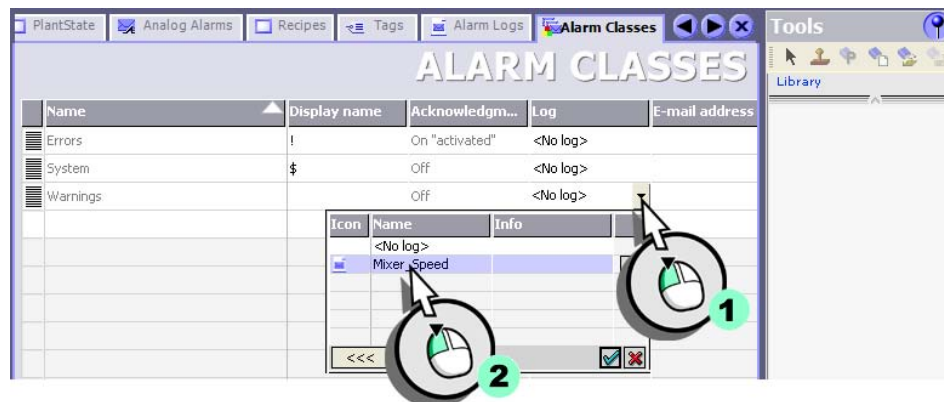 PlantState Analog Alarms Recipes Tags Alarm Logs Alarm Classes Tools
ALARM CLASSES
Library
Name Display name Acknowledgm... Log E-mail address
Errors ! On "activated" <No log>
System $ Off <No log>
Warnings Off <No log>
Icon Name Info
<No log>
Mixer_Speed
1
<<<
2